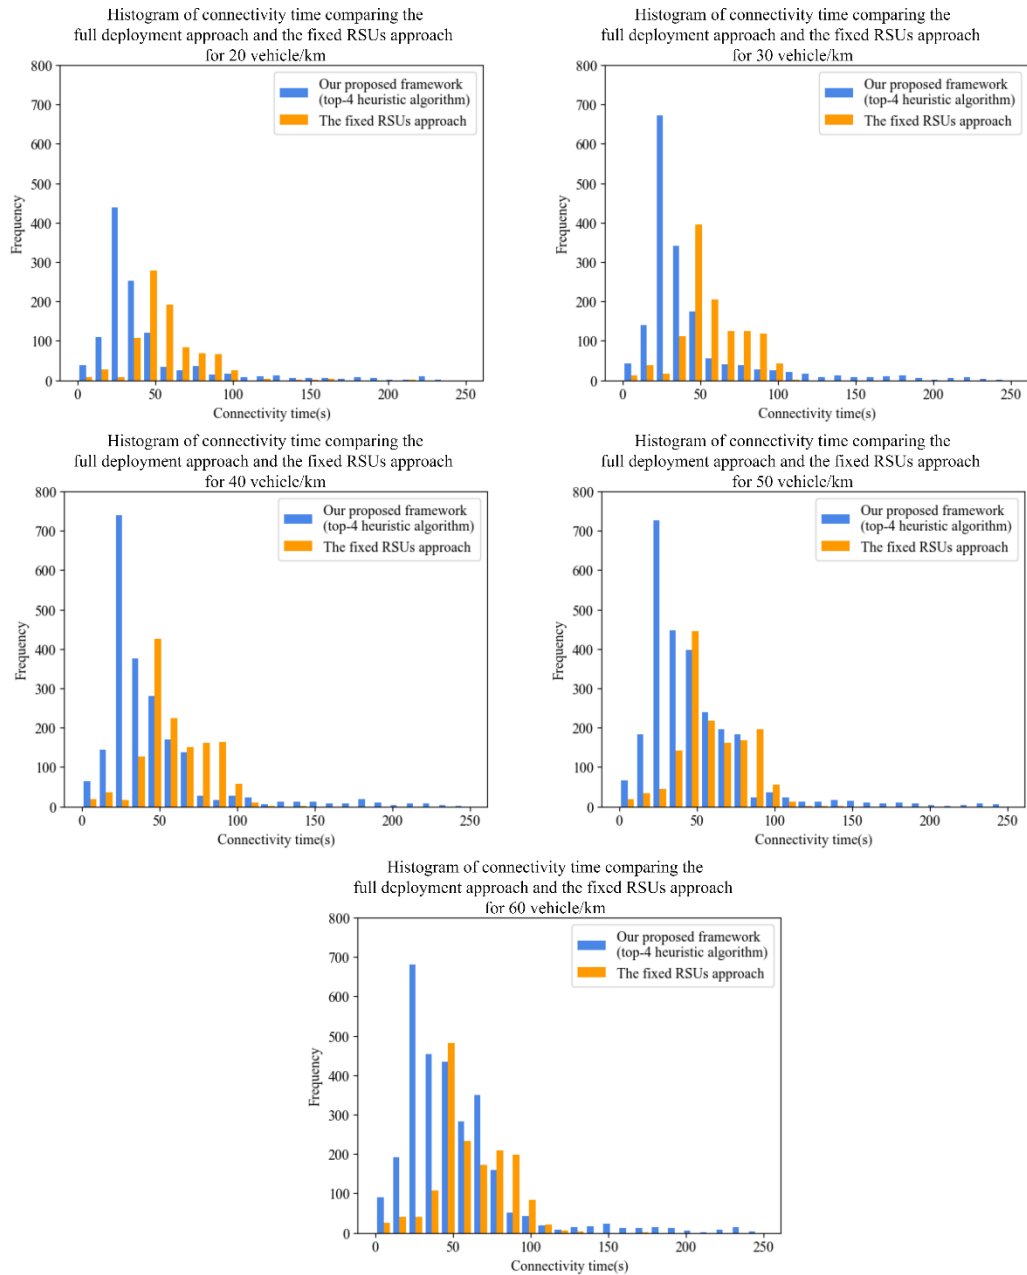 Histogram of connectivity time comparing the
full deployment approach and the fixed RSUs approach
for 20 vehicle/km
800
700
600
500
400
300
200
100
0
Frequency
Our proposed framework
(top-4 heuristic algorithm)
The fixed RSUs approach
0 50 100 150 200 250
Connectivity time(s)
Histogram of connectivity time comparing the
full deployment approach and the fixed RSUs approach
for 30 vehicle/km
800
700
600
500
400
300
200
100
0
Frequency
Our proposed framework
(top-4 heuristic algorithm)
The fixed RSUs approach
0 50 100 150 200 250
Connectivity time(s)
Histogram of connectivity time comparing the
full deployment approach and the fixed RSUs approach
for 40 vehicle/km
800
700
600
500
400
300
200
100
0
Frequency
Our proposed framework
(top-4 heuristic algorithm)
The fixed RSUs approach
0 50 100 150 200 250
Connectivity time(s)
Histogram of connectivity time comparing the
full deployment approach and the fixed RSUs approach
for 50 vehicle/km
800
700
600
500
400
300
200
100
0
Frequency
Our proposed framework
(top-4 heuristic algorithm)
The fixed RSUs approach
0 50 100 150 200 250
Connectivity time(s)
Histogram of connectivity time comparing the
full deployment approach and the fixed RSUs approach
for 60 vehicle/km
800
700
600
500
400
300
200
100
0
Frequency
Our proposed framework
(top-4 heuristic algorithm)
The fixed RSUs approach
0 50 100 150 200 250
Connectivity time(s)